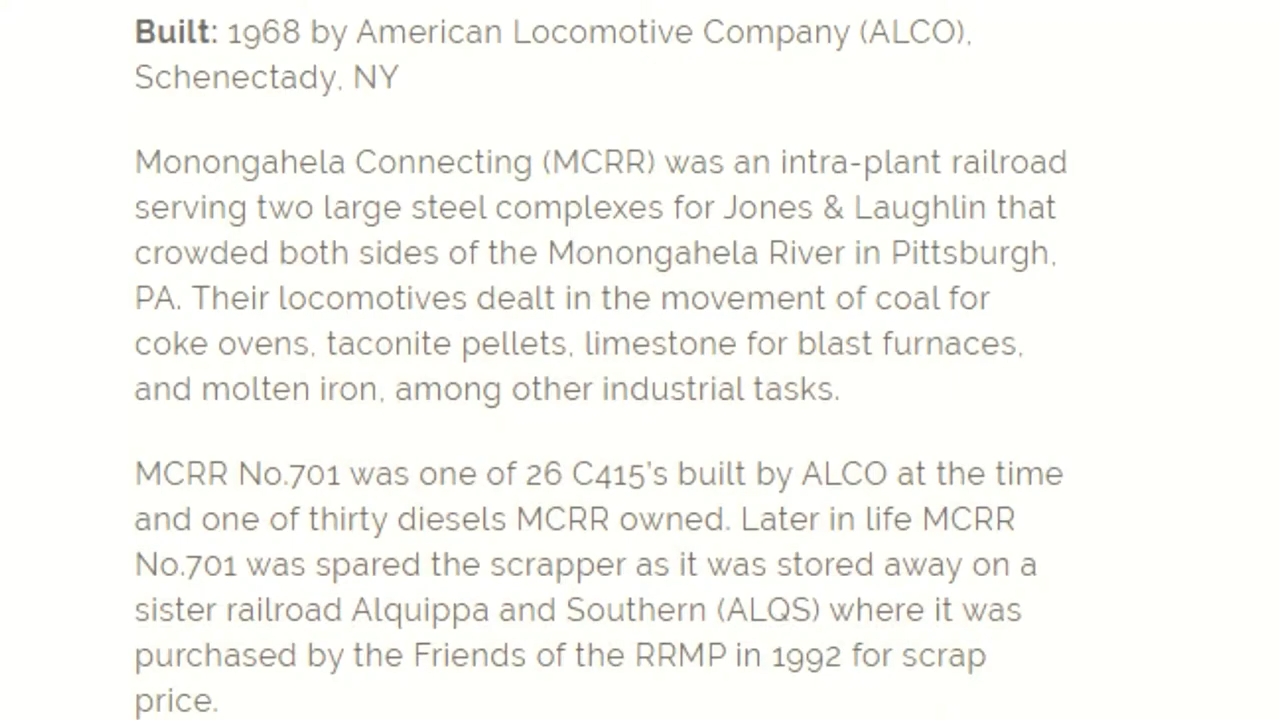 Built: 1968 by American Locomotive Company (ALCO),
Schenectady, NY
Monongahela Connecting (MCRR) was an intra-plant railroad
serving two large steel complexes for Jones & Laughlin that
crowded both sides of the Monongahela River in Pittsburgh,
PA. Their locomotives dealt in the movement of coal for
coke ovens, taconite pellets, limestone for blast furnaces,
and molten iron, among other industrial tasks.
MCRR No.701 was one of 26 C415’s built by ALCO at the time
and one of thirty diesels MCRR owned. Later in life MCRR
No.701 was spared the scrapper as it was stored away on a
sister railroad Alquippa and Southern (ALQS) where it was
purchased by the Friends of the RRMP in 1992 for scrap
price.